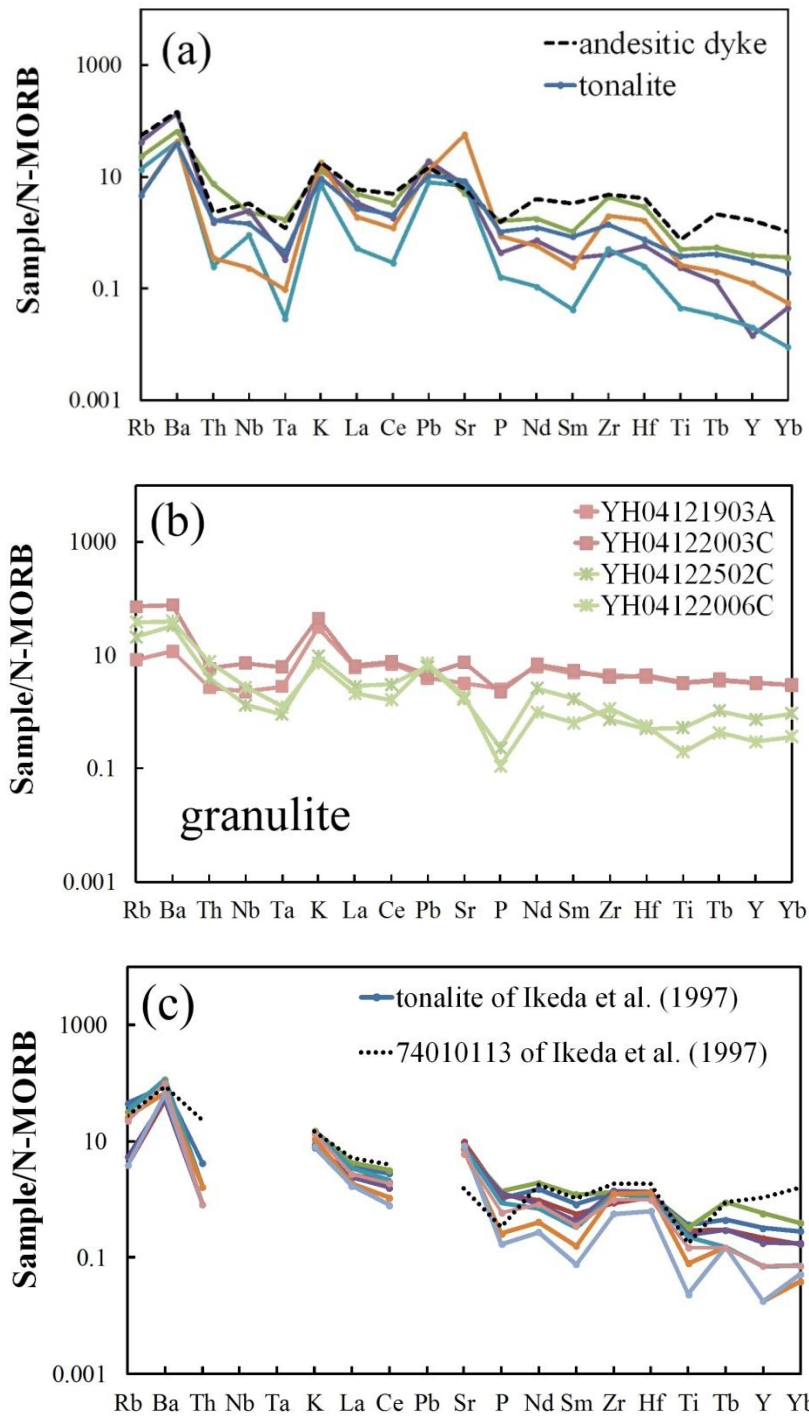 (a)
andesitic dyke
tonalite
Sample/N-MORB
1000
10
0.1
0.001
Rb Ba Th Nb Ta K La Ce Pb Sr P Nd Sm Zr Hf Ti Tb Y Yb
(b)
YH04121903A
YH04122003C
YH04122502C
YH04122006C
Sample/N-MORB
1000
10
0.1
0.001
granulite
Rb Ba Th Nb Ta K La Ce Pb Sr P Nd Sm Zr Hf Ti Tb Y Yb
(c)
tonalite of Ikeda et al. (1997)
74010113 of Ikeda et al. (1997)
Sample/N-MORB
1000
10
0.1
0.001
Rb Ba Th Nb Ta K La Ce Pb Sr P Nd Sm Zr Hf Ti Tb Y Yb